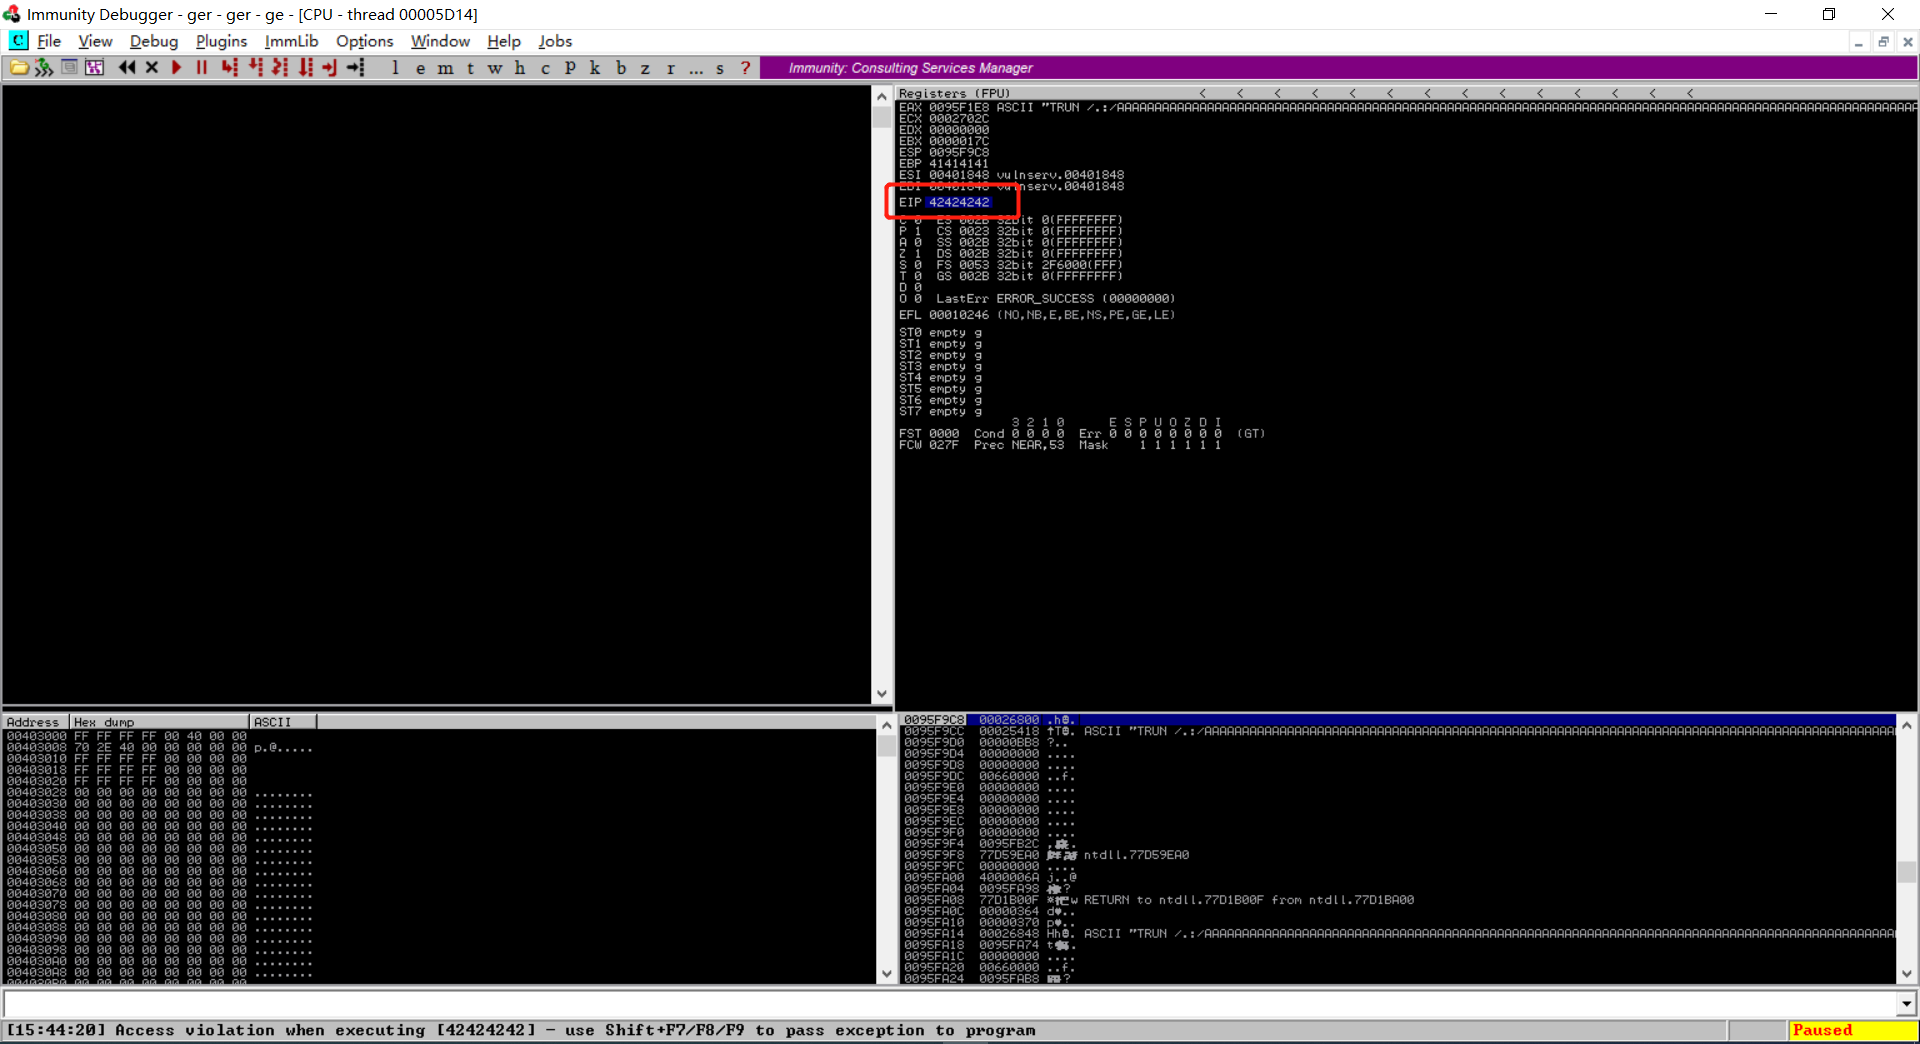 Immunity Debugger - ger - ger - ge - [CPU - thread 00005D14]
File View Debug Plugins ImmLib Options Window Help Jobs
l e m t w h c P k b z r ... s ? Immunity: Consulting Services Manager
Registers (FPU) < < < < < < < < < < < < < <
EAX 0095F1E8 ASCII "TRUN /.:/
ECX 0002702C
EDX 00000000
EBX 0000017C
ESP 0095F9C8
EBP 41414141
ESI 00401848 vulnserv.00401848
EDI 00401848 vulnserv.00401848
EIP 42424242
C 0 ES 002B 32bit 0(FFFFFFFF)
P 1 CS 0023 32bit 0(FFFFFFFF)
A 0 SS 002B 32bit 0(FFFFFFFF)
Z 1 DS 002B 32bit 0(FFFFFFFF)
S 0 FS 0053 32bit 2F6000(FFF)
T 0 GS 002B 32bit 0(FFFFFFFF)
D 0
O 0 LastErr ERROR_SUCCESS (00000000)
EFL 00010246 (NO,NB,E,BE,NS,PE,GE,LE)
ST0 empty g
ST1 empty g
ST2 empty g
ST3 empty g
ST4 empty g
ST5 empty g
ST6 empty g
ST7 empty g
3 2 1 0 E S P U O Z D I
FST 0000 Cond 0 0 0 0 Err 0 0 0 0 0 0 0 0 (GT)
FCW 027F Prec NEAR,53 Mask 1 1 1 1 1 1
Address Hex dump ASCII
00403000 FF FF FF FF 00 40 00 00
00403008 70 2E 40 00 00 00 00 00 p.@.....
00403010 FF FF FF FF 00 00 00 00
00403018 FF FF FF FF 00 00 00 00
00403020 FF FF FF FF 00 00 00 00
00403028 00 00 00 00 00 00 00 00 ........
00403030 00 00 00 00 00 00 00 00 ........
00403038 00 00 00 00 00 00 00 00 ........
00403040 00 00 00 00 00 00 00 00 ........
00403048 00 00 00 00 00 00 00 00 ........
00403050 00 00 00 00 00 00 00 00 ........
00403058 00 00 00 00 00 00 00 00 ........
00403060 00 00 00 00 00 00 00 00 ........
00403068 00 00 00 00 00 00 00 00 ........
00403070 00 00 00 00 00 00 00 00 ........
00403078 00 00 00 00 00 00 00 00 ........
00403080 00 00 00 00 00 00 00 00 ........
00403088 00 00 00 00 00 00 00 00 ........
00403090 00 00 00 00 00 00 00 00 ........
00403098 00 00 00 00 00 00 00 00 ........
004030A0 00 00 00 00 00 00 00 00 ........
004030A8 00 00 00 00 00 00 00 00 ........
0095F9C8 00026800 .h@.
0095F9CC 00025418 ↑T@. ASCII "TRUN /.:/
0095F9D0 00000BB8 ?..
0095F9D4 00000000 ....
0095F9D8 00000000 ....
0095F9DC 00660000 ..f.
0095F9E0 00000000 ....
0095F9E4 00000000 ....
0095F9E8 00000000 ....
0095F9EC 00000000 ....
0095F9F0 00000000 ....
0095F9F4 0095FB2C
0095F9F8 77D59EA0 ntdll.77D59EA0
0095F9FC 00000000 ....
0095FA00 4000006A j..@
0095FA04 0095FA98
0095FA08 77D1B00F RETURN to ntdll.77D1B00F from ntdll.77D1BA00
0095FA0C 00000364 d♥..
0095FA10 00000370 p♥..
0095FA14 00026848 Hh@. ASCII "TRUN /.:/
0095FA18 0095FA74
0095FA1C 00000000 ....
0095FA20 00660000 ..f.
0095FA24 0095FAB8
[15:44:20] Access violation when executing [42424242] - use Shift+F7/F8/F9 to pass exception to program
Paused